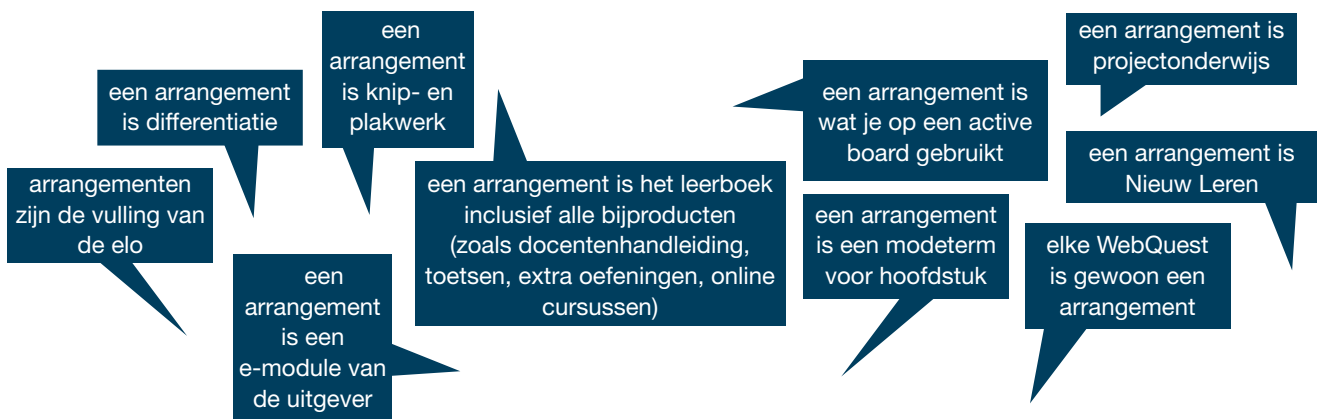 een arrangement
is differentiatie
een
arrangement
is knip- en
plakwerk
een arrangement is
wat je op een active
board gebruikt
een arrangement is
projectonderwijs
arrangementen
zijn de vulling van
de elo
een arrangement is het leerboek
inclusief alle bijproducten
(zoals docentenhandleiding,
toetsen, extra oefeningen, online
cursussen)
een arrangement is
Nieuw Leren
een
arrangement
is een
e-module van
de uitgever
een arrangement
is een modeterm
voor hoofdstuk
elke WebQuest
is gewoon een
arrangement